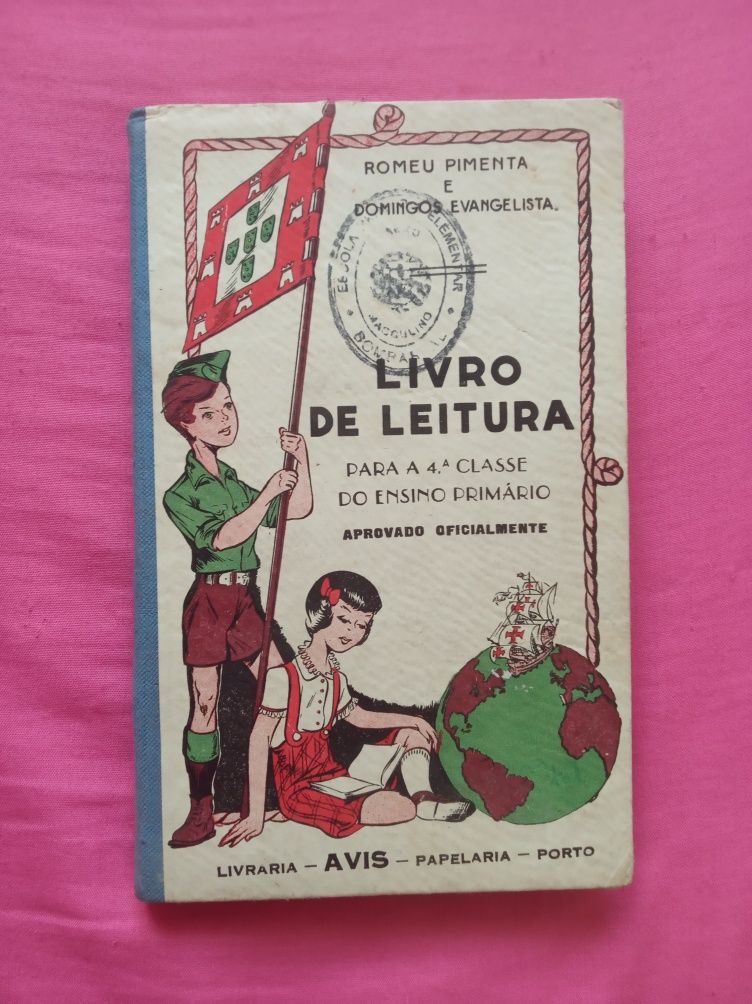 ROMEU PIMENTA
E
DOMINGOS EVANGELISTA
ESCOLA ELEMENTAR
MASCULINO
LIVRO
DE LEITURA
PARA A 4.ª CLASSE
DO ENSINO PRIMÁRIO
APROVADO OFICIALMENTE
LIVRARIA — AVIS — PAPELARIA — PORTO